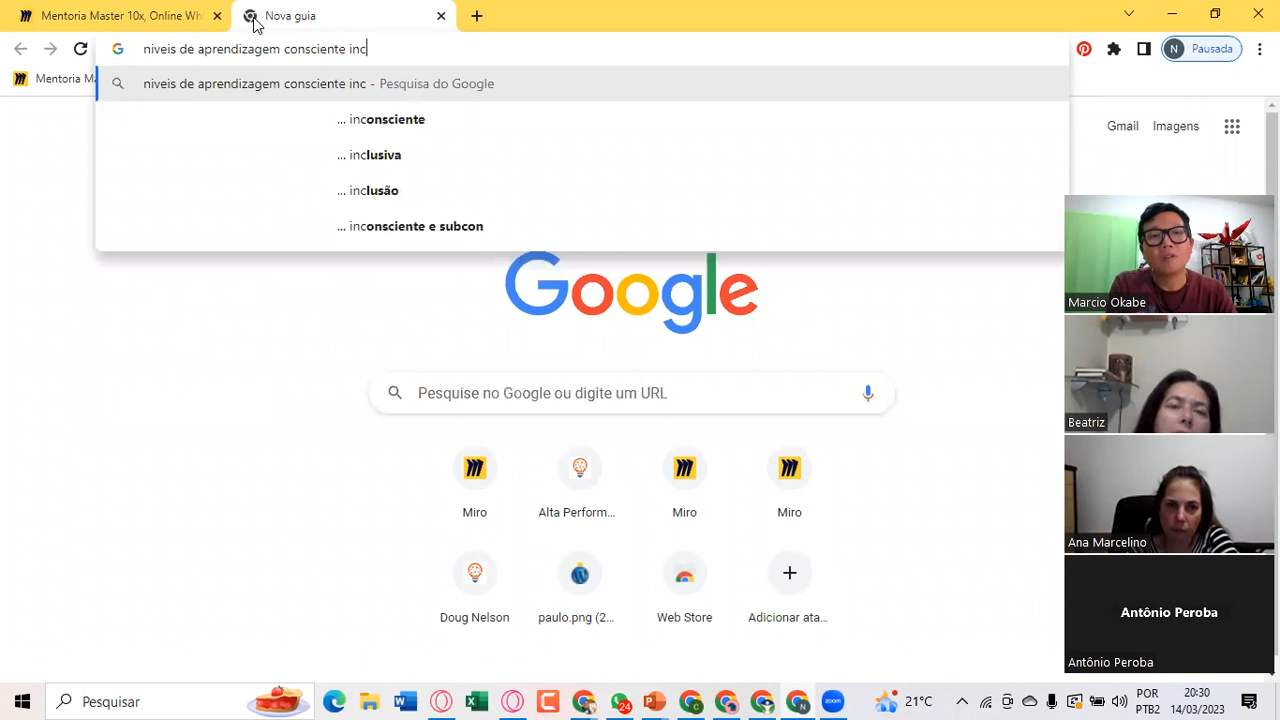 Mentoria Master 10x, Online Wh
Nova guia
niveis de aprendizagem consciente inc
Pausada
N
Mentoria Ma
niveis de aprendizagem consciente inc - Pesquisa do Google
... inconsciente
... inclusiva
... inclusão
... inconsciente e subcon
Gmail
Imagens
Google
Pesquise no Google ou digite um URL
Miro
Alta Perform...
Miro
Miro
Doug Nelson
paulo.png (2...
Web Store
Adicionar ata...
Marcio Okabe
Beatriz
Ana Marcelino
Antônio Peroba
Antônio Peroba
Pesquisar
24
C
N
zoom
21°C
POR
PTB2
20:30
14/03/2023